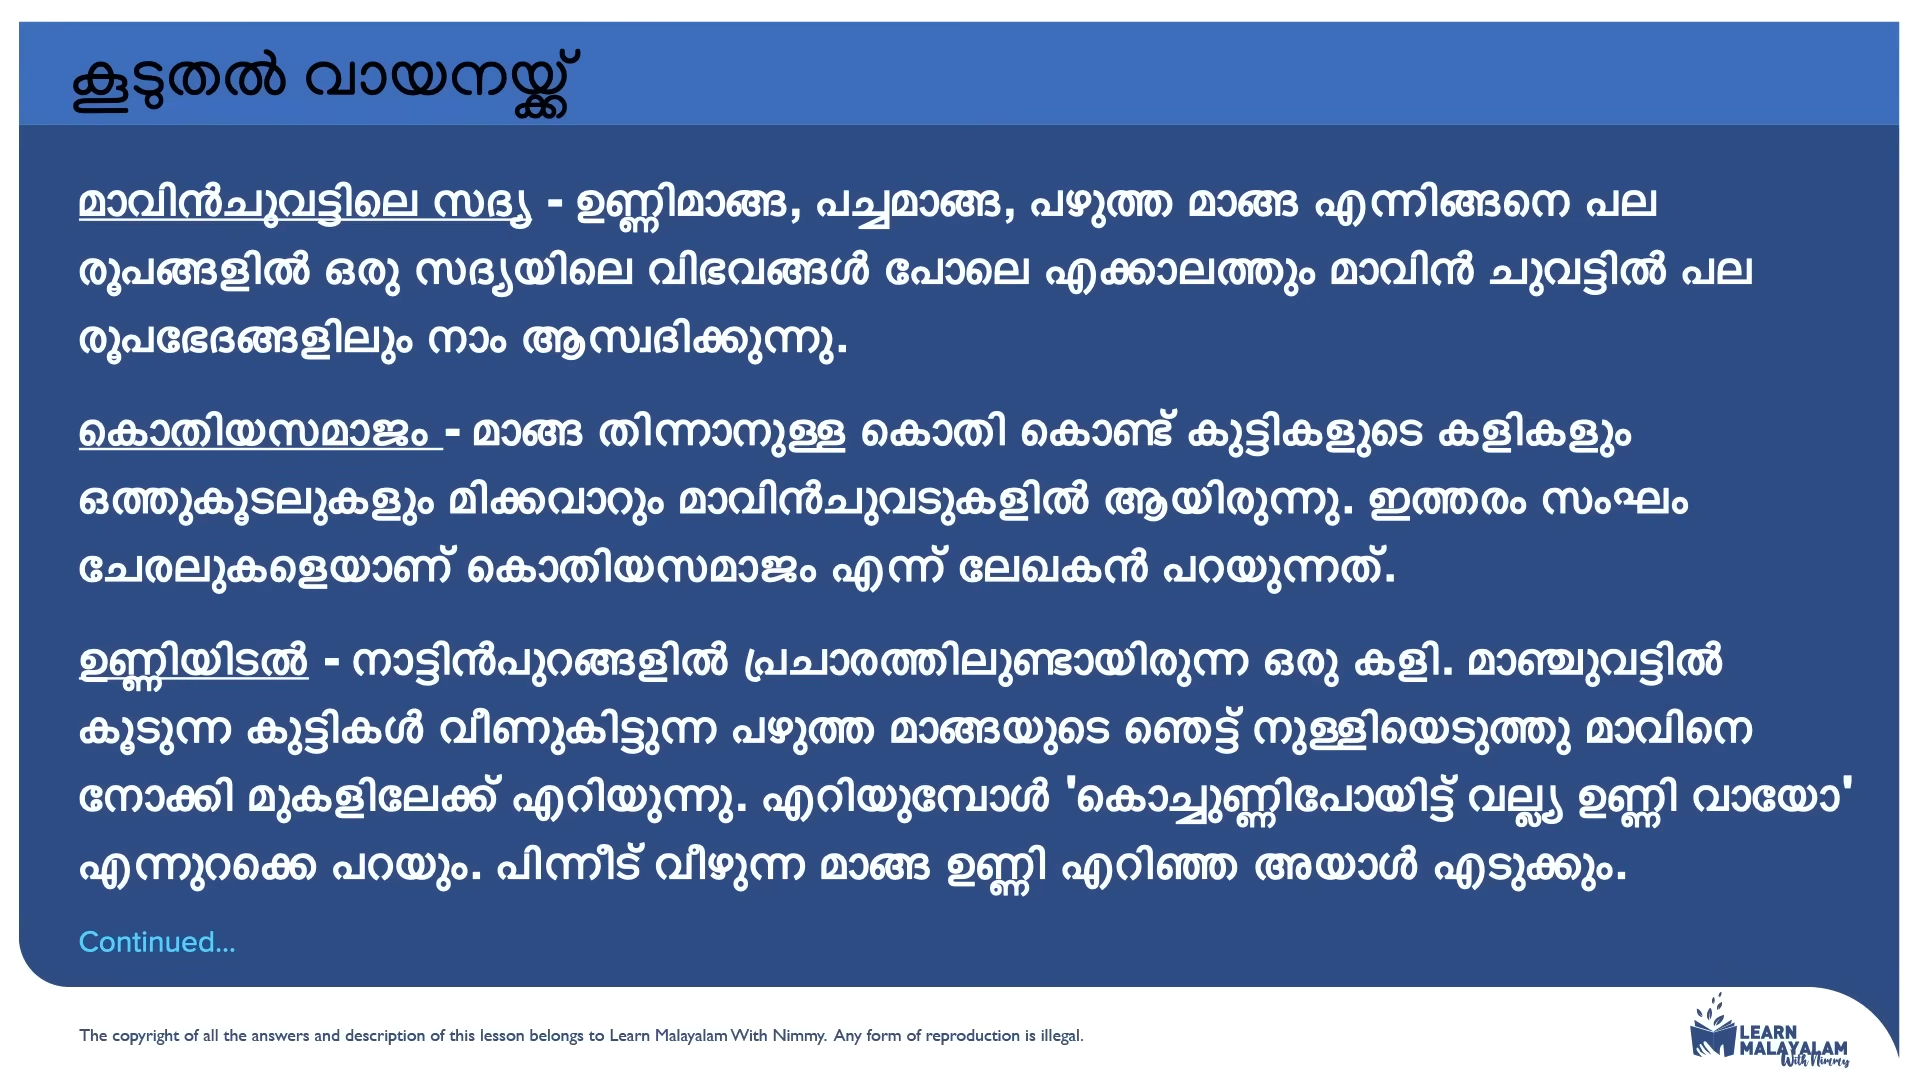 കൂടുതൽ വായനയ്ക്ക്
മാവിൻചുവട്ടിലെ സദ്യ - ഉണ്ണിമാങ്ങ, പച്ചമാങ്ങ, പഴുത്ത മാങ്ങ എന്നിങ്ങനെ പല
രൂപങ്ങളിൽ ഒരു സദ്യയിലെ വിഭവങ്ങൾ പോലെ എക്കാലത്തും മാവിൻ ചുവട്ടിൽ പല
രൂപഭേദങ്ങളിലും നാം ആസ്വദിക്കുന്നു.
കൊതിയസമാജം - മാങ്ങ തിന്നാനുള്ള കൊതി കൊണ്ട് കുട്ടികളുടെ കളികളും
ഒത്തുകൂടലുകളും മിക്കവാറും മാവിൻചുവടുകളിൽ ആയിരുന്നു. ഇത്തരം സംഘം
ചേരലുകളെയാണ് കൊതിയസമാജം എന്ന് ലേഖകൻ പറയുന്നത്.
ഉണ്ണിയിടൽ - നാട്ടിൻപുറങ്ങളിൽ പ്രചാരത്തിലുണ്ടായിരുന്ന ഒരു കളി. മാഞ്ചുവട്ടിൽ
കൂടുന്ന കുട്ടികൾ വീണുകിട്ടുന്ന പഴുത്ത മാങ്ങയുടെ ഞെട്ട് നുള്ളിയെടുത്തു മാവിനെ
നോക്കി മുകളിലേക്ക് എറിയുന്നു. എറിയുമ്പോൾ 'കൊച്ചുണ്ണിപോയിട്ട് വല്ല്യ ഉണ്ണി വായോ'
എന്നുറക്കെ പറയും. പിന്നീട് വീഴുന്ന മാങ്ങ ഉണ്ണി എറിഞ്ഞ അയാൾ എടുക്കും.
Continued...
The copyright of all the answers and description of this lesson belongs to Learn Malayalam With Nimmy. Any form of reproduction is illegal.
LEARN
MALAYALAM
With Nimmy